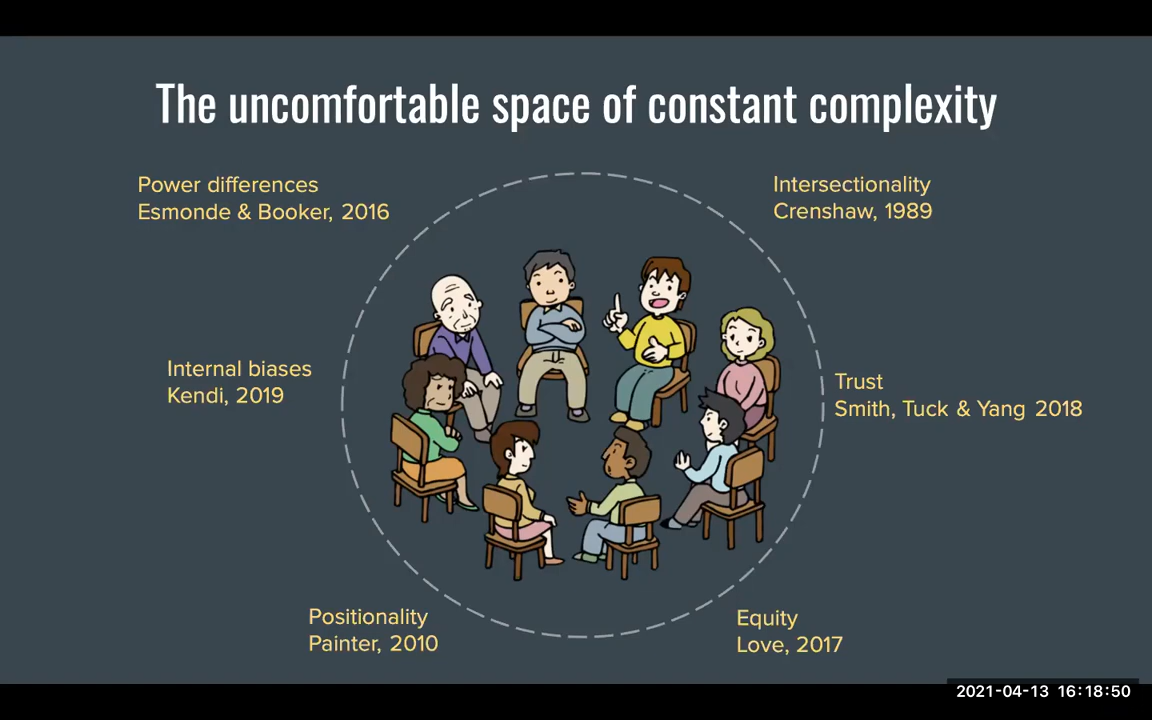 The uncomfortable space of constant complexity
Power differences
Esmonde & Booker, 2016
Intersectionality
Crenshaw, 1989
Internal biases
Kendi, 2019
Trust
Smith, Tuck & Yang 2018
Positionality
Painter, 2010
Equity
Love, 2017
2021-04-13 16:18:50